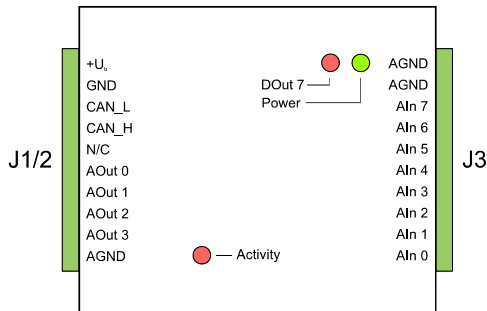 J1/2
+Ub
GND
CAN_L
CAN_H
N/C
AOut 0
AOut 1
AOut 2
AOut 3
AGND
DOut 7
Power
Activity
AGND
AGND
AIn 7
AIn 6
AIn 5
AIn 4
AIn 3
AIn 2
AIn 1
AIn 0
J3